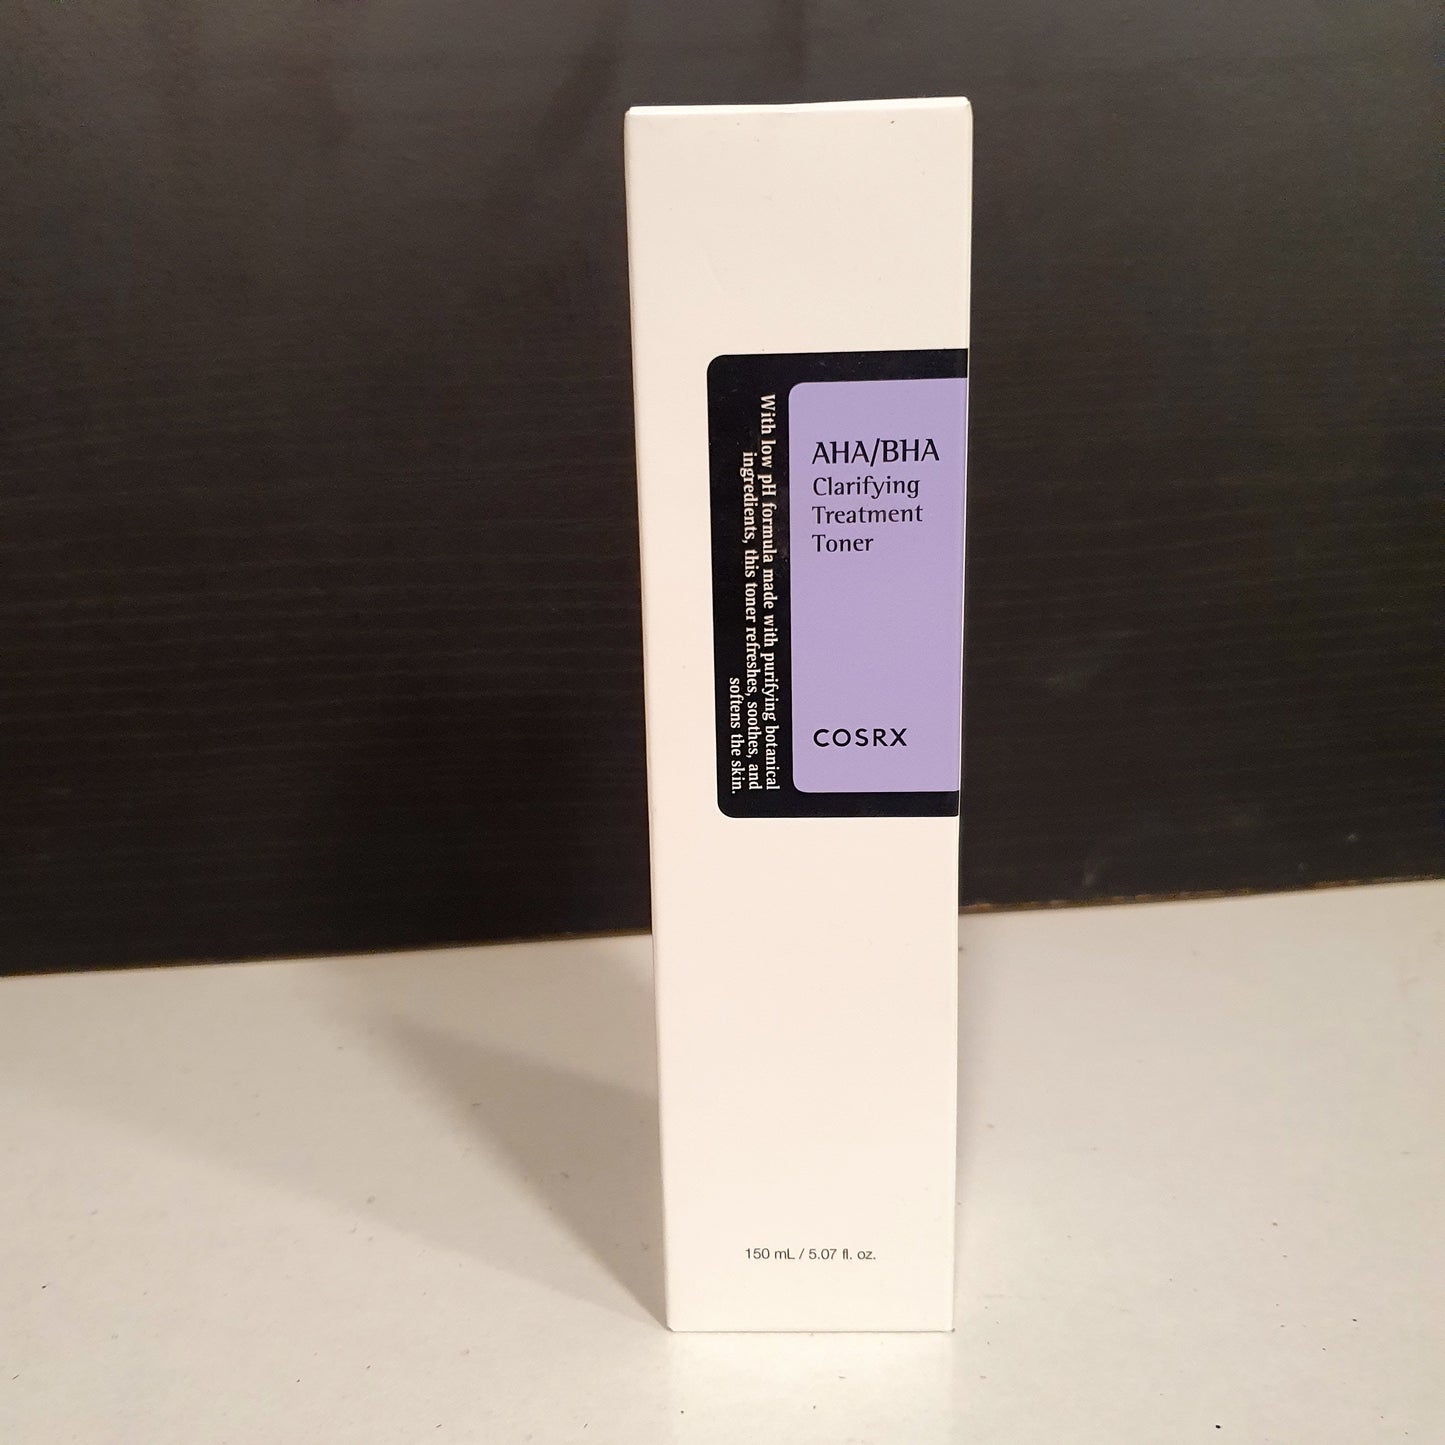 AHA/BHA
Clarifying
Treatment
Toner
COSRX
With low pH formula made with purifying botanical
ingredients, this toner refreshes, soothes, and
softens the skin.
150 mL / 5.07 fl. oz.